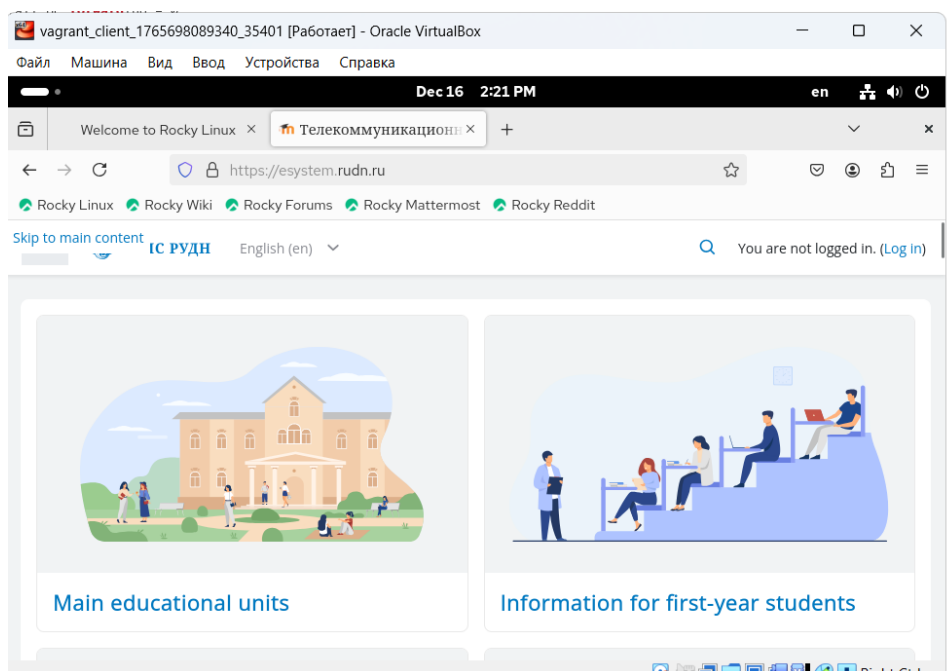 vagrant_client_1765698089340_35401 [Работает] - Oracle VirtualBox
Файл Машина Вид Ввод Устройства Справка
Dec 16 2:21 PM en
Welcome to Rocky Linux Телекоммуникационн
https://esystem.rudn.ru
Rocky Linux Rocky Wiki Rocky Forums Rocky Mattermost Rocky Reddit
Skip to main content
РУДН English (en) You are not logged in. (Log in)
Main educational units Information for first-year students